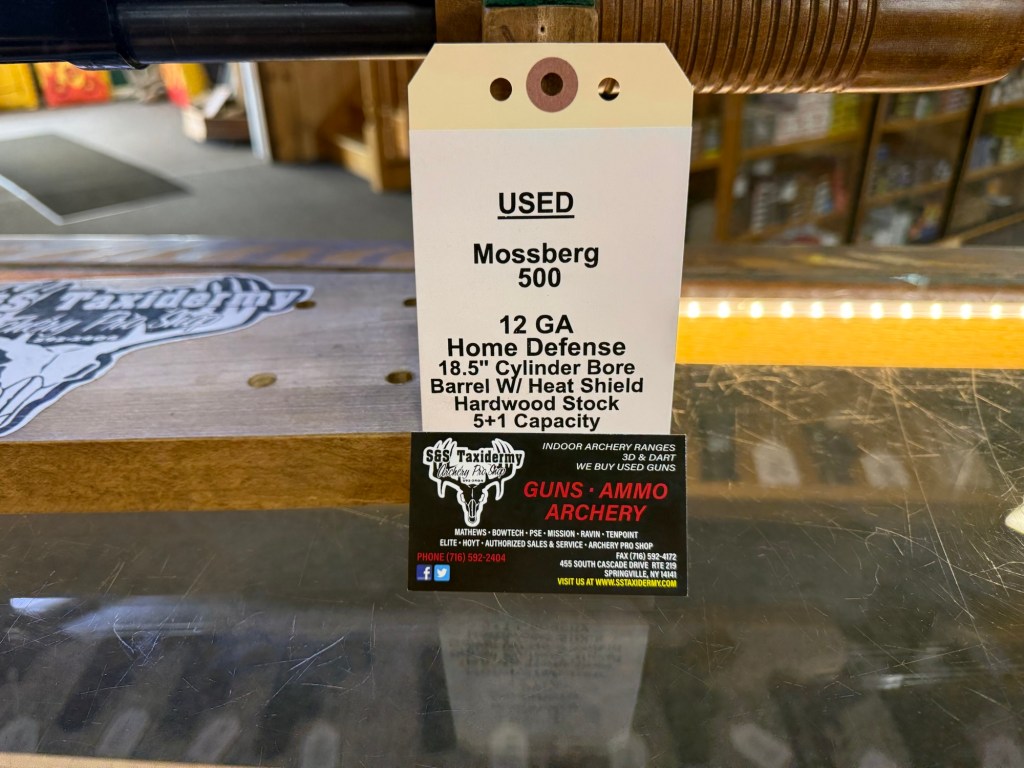 USED
Mossberg
500
12 GA
Home Defense
18.5" Cylinder Bore
Barrel W/ Heat Shield
Hardwood Stock
5+1 Capacity
S&S Taxidermy
Archery Pro Shop
INDOOR ARCHERY RANGES
3D & DART
WE BUY USED GUNS
GUNS · AMMO
ARCHERY
MATHEWS • BOWTECH • PSE • MISSION • RAVIN • TENPOINT
ELITE • HOYT • AUTHORIZED SALES & SERVICE • ARCHERY PRO SHOP
PHONE (716) 592-2404
FAX (716) 592-4172
455 SOUTH CASCADE DRIVE RTE 219
SPRINGVILLE, NY 14141
VISIT US AT WWW.SSTAXIDERMY.COM
S&S Taxidermy
Archery Pro Shop